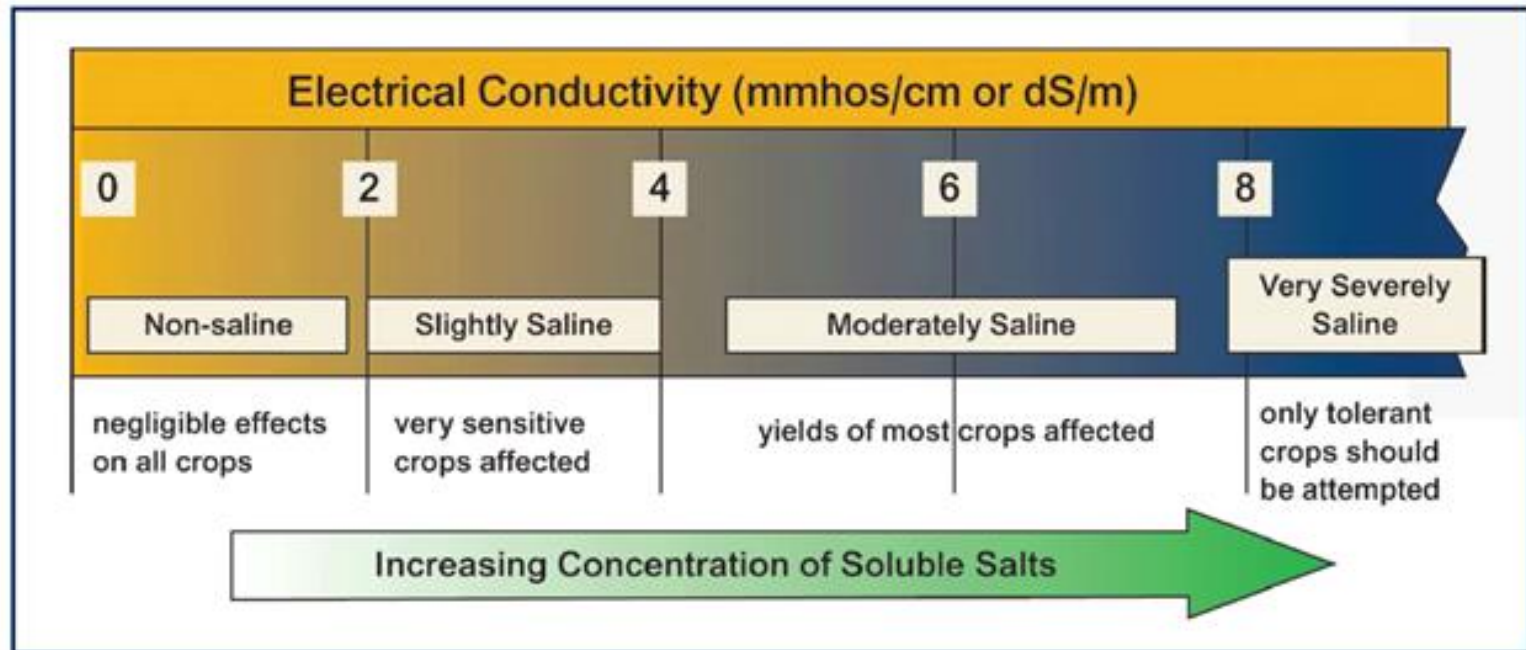 Electrical Conductivity (mmhos/cm or dS/m)
0 2 4 6 8
Non-saline
Slightly Saline
Moderately Saline
Very Severely
Saline
negligible effects
on all crops
very sensitive
crops affected
yields of most crops affected
only tolerant
crops should
be attempted
Increasing Concentration of Soluble Salts